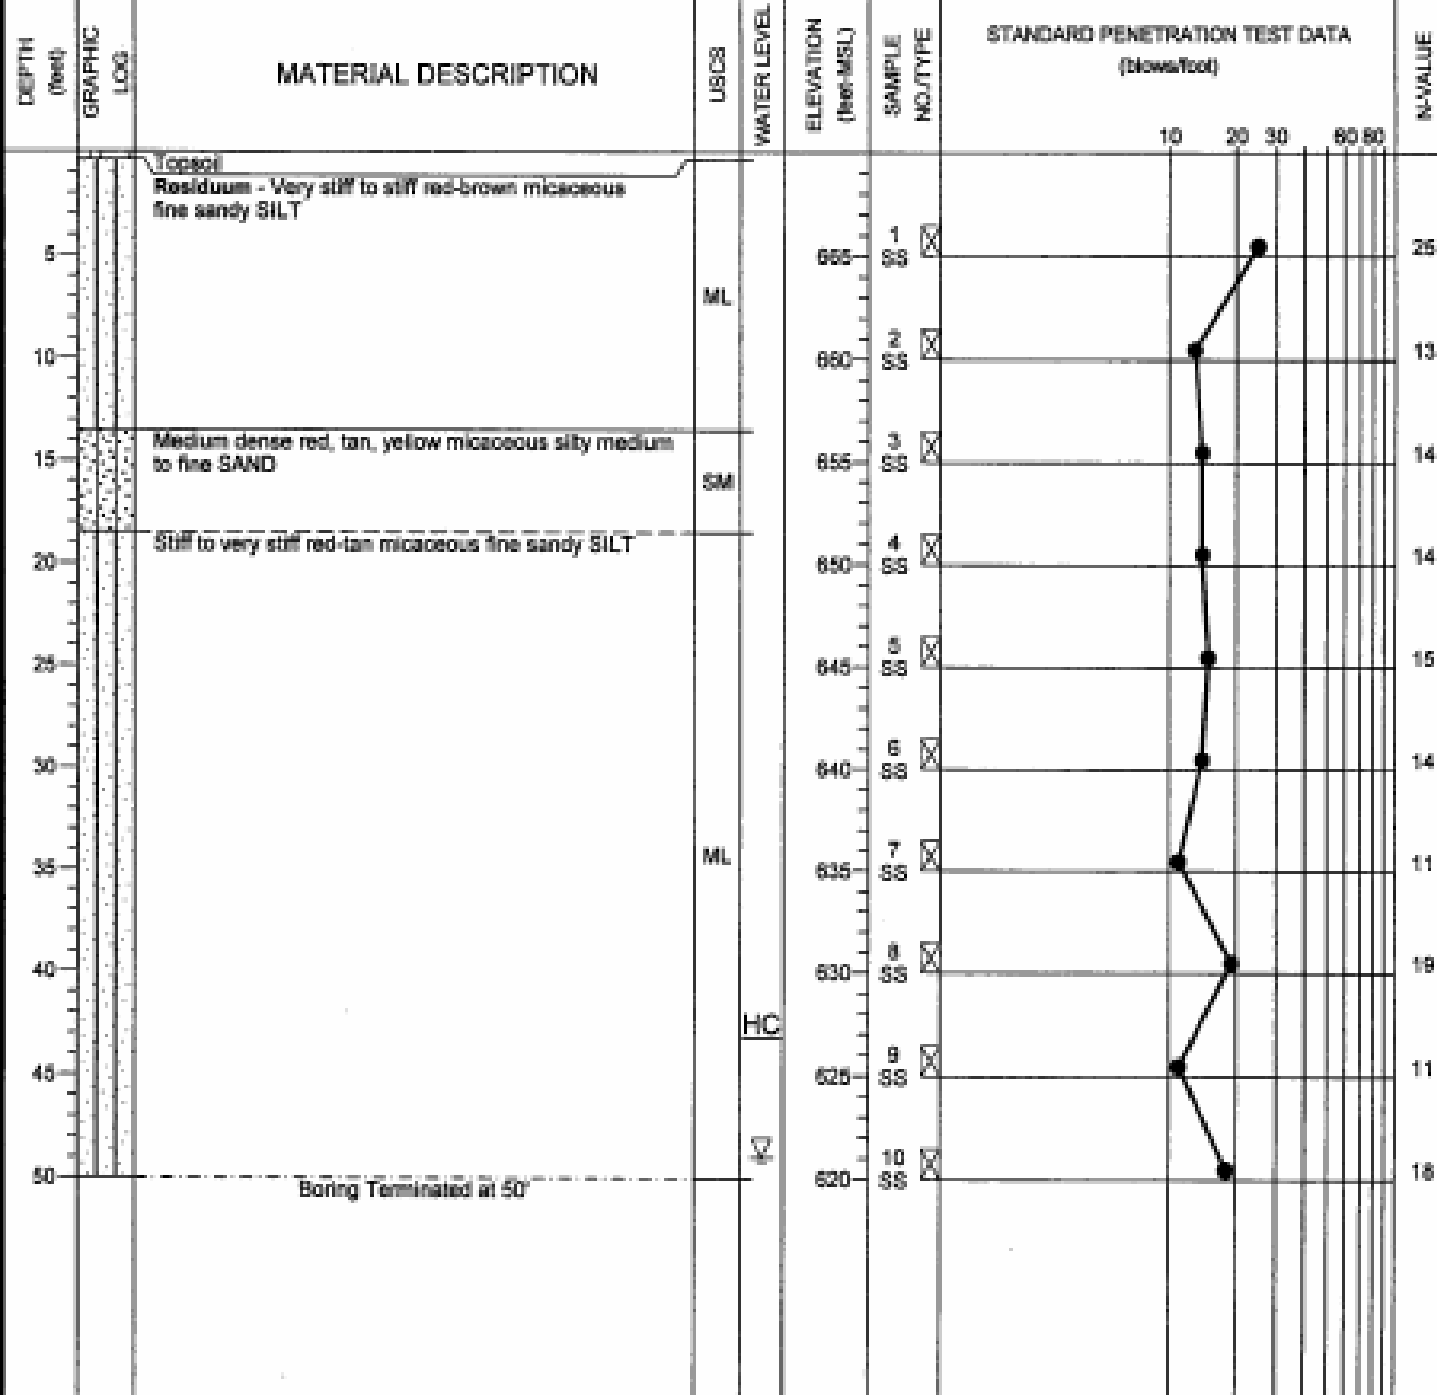 DEPTH
(feet)
GRAPHIC
LOG
MATERIAL DESCRIPTION
USCS
WATER LEVEL
ELEVATION
(feet-MSL)
SAMPLE
NO./TYPE
STANDARD PENETRATION TEST DATA
(blows/foot)
N-VALUE
10 20 30 60 80
Topsoil
Residuum - Very stiff to stiff red-brown micaceous
fine sandy SILT
5 665 1 SS 25
ML
10 660 2 SS 13
Medium dense red, tan, yellow micaceous silty medium
to fine SAND
15 655 3 SS 14
SM
Stiff to very stiff red-tan micaceous fine sandy SILT
20 650 4 SS 14
25 645 5 SS 15
30 640 6 SS 14
ML
35 635 7 SS 11
40 630 8 SS 19
HC
45 625 9 SS 11
50 620 10 SS 18
Boring Terminated at 50'